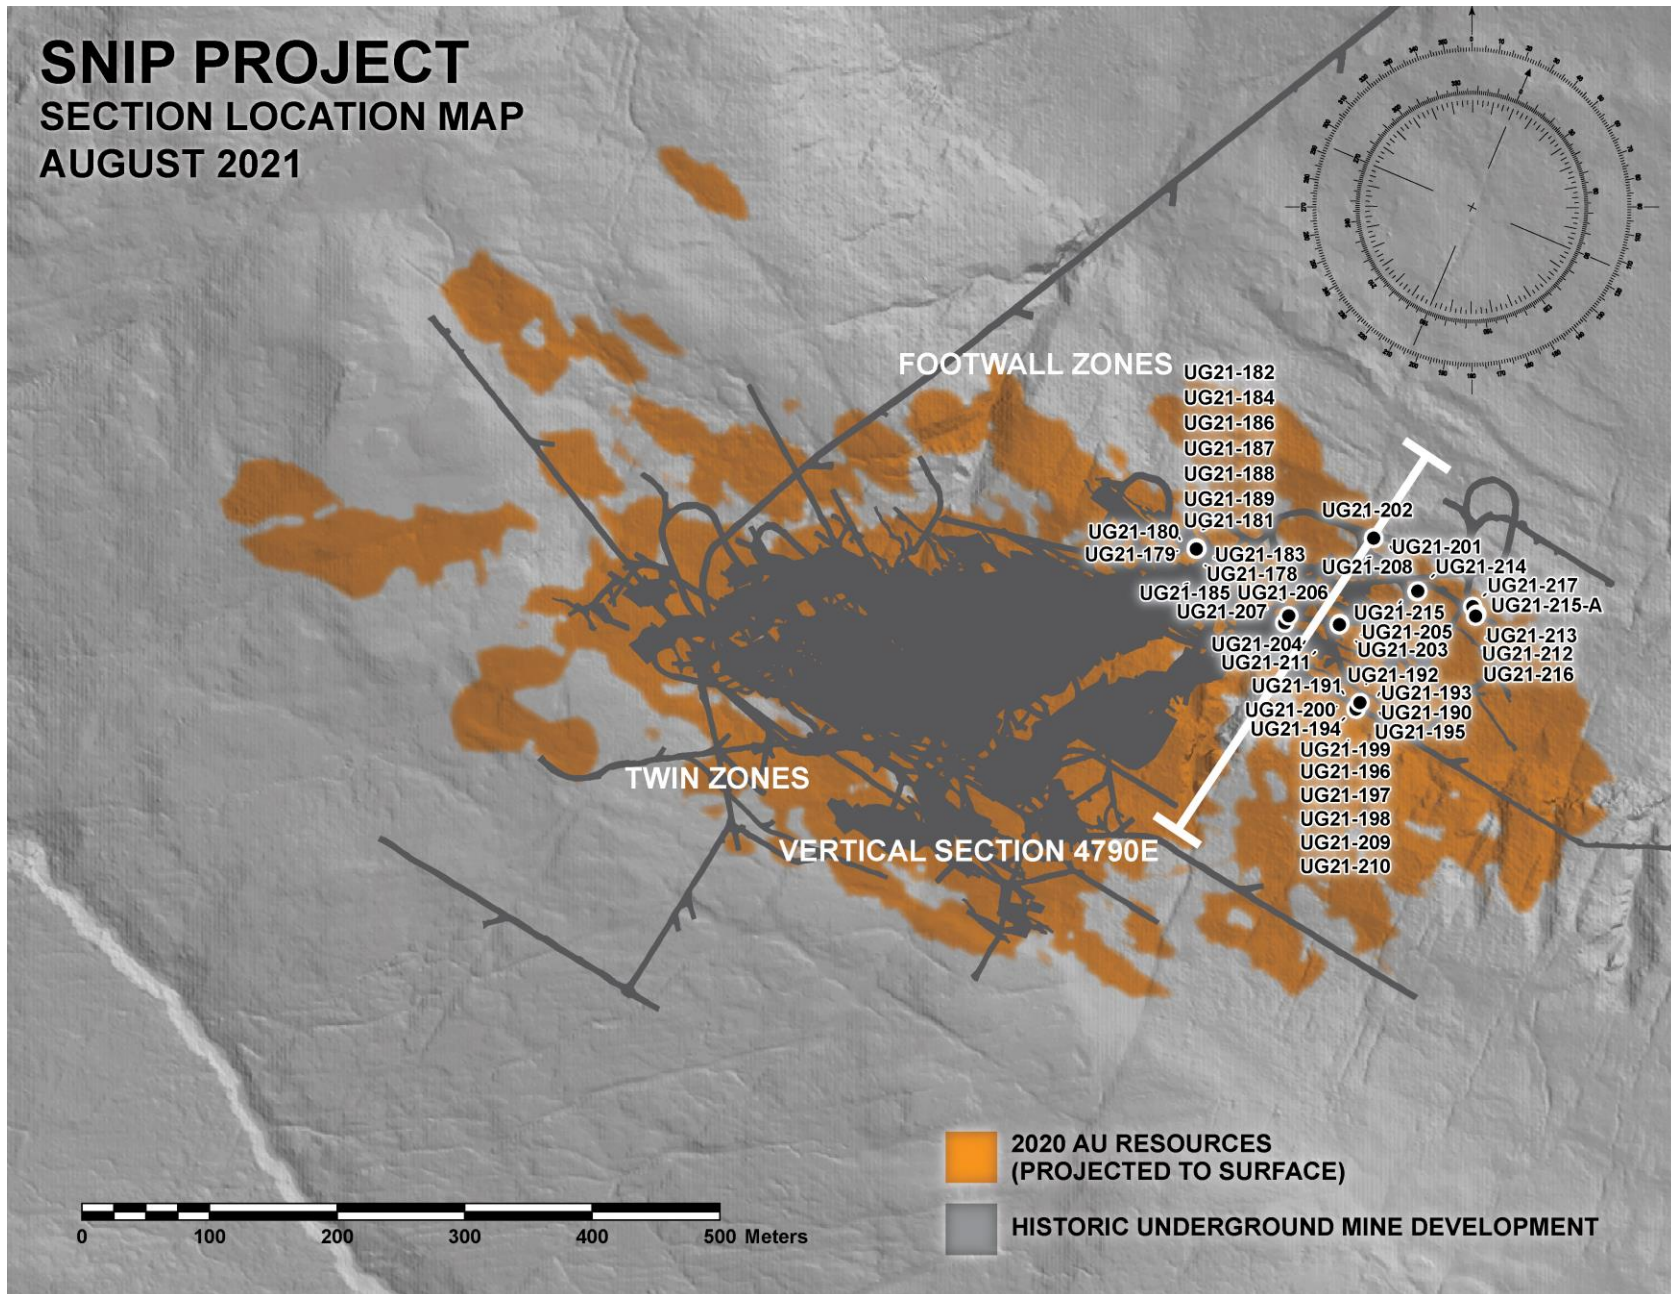 SNIP PROJECT
SECTION LOCATION MAP
AUGUST 2021
FOOTWALL ZONES
UG21-182
UG21-184
UG21-186
UG21-187
UG21-188
UG21-189
UG21-181
UG21-180
UG21-179
UG21-183
UG21-178
UG21-185
UG21-206
UG21-207
UG21-202
UG21-201
UG21-208
UG21-214
UG21-217
UG21-215-A
UG21-215
UG21-205
UG21-203
UG21-213
UG21-212
UG21-216
UG21-204
UG21-211
UG21-192
UG21-191
UG21-193
UG21-200
UG21-190
UG21-194
UG21-195
UG21-199
UG21-196
UG21-197
UG21-198
UG21-209
UG21-210
TWIN ZONES
VERTICAL SECTION 4790E
2020 AU RESOURCES
(PROJECTED TO SURFACE)
HISTORIC UNDERGROUND MINE DEVELOPMENT
0 100 200 300 400 500 Meters